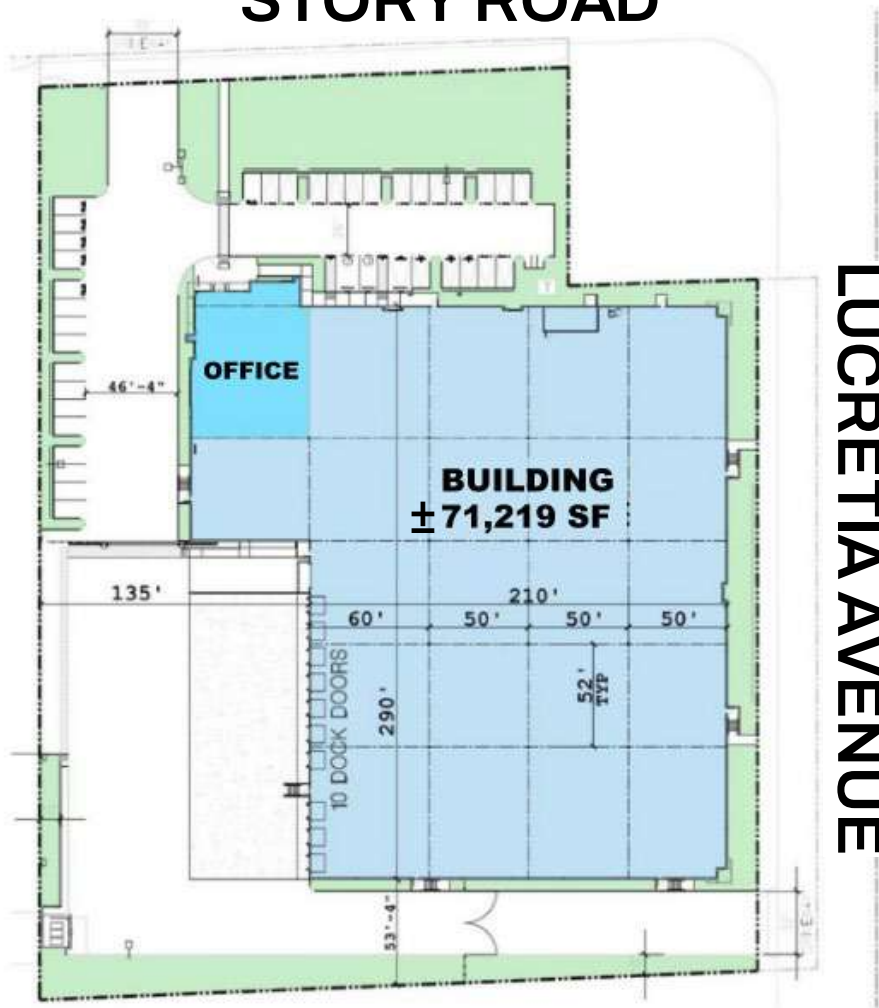 STORY ROAD
LUCRETIA AVENUE
OFFICE
46'-4"
BUILDING
±71,219 SF
135'
210'
60'
50'
50'
50'
52'
TYP
290'
10 DOCK DOORS
53'-4"